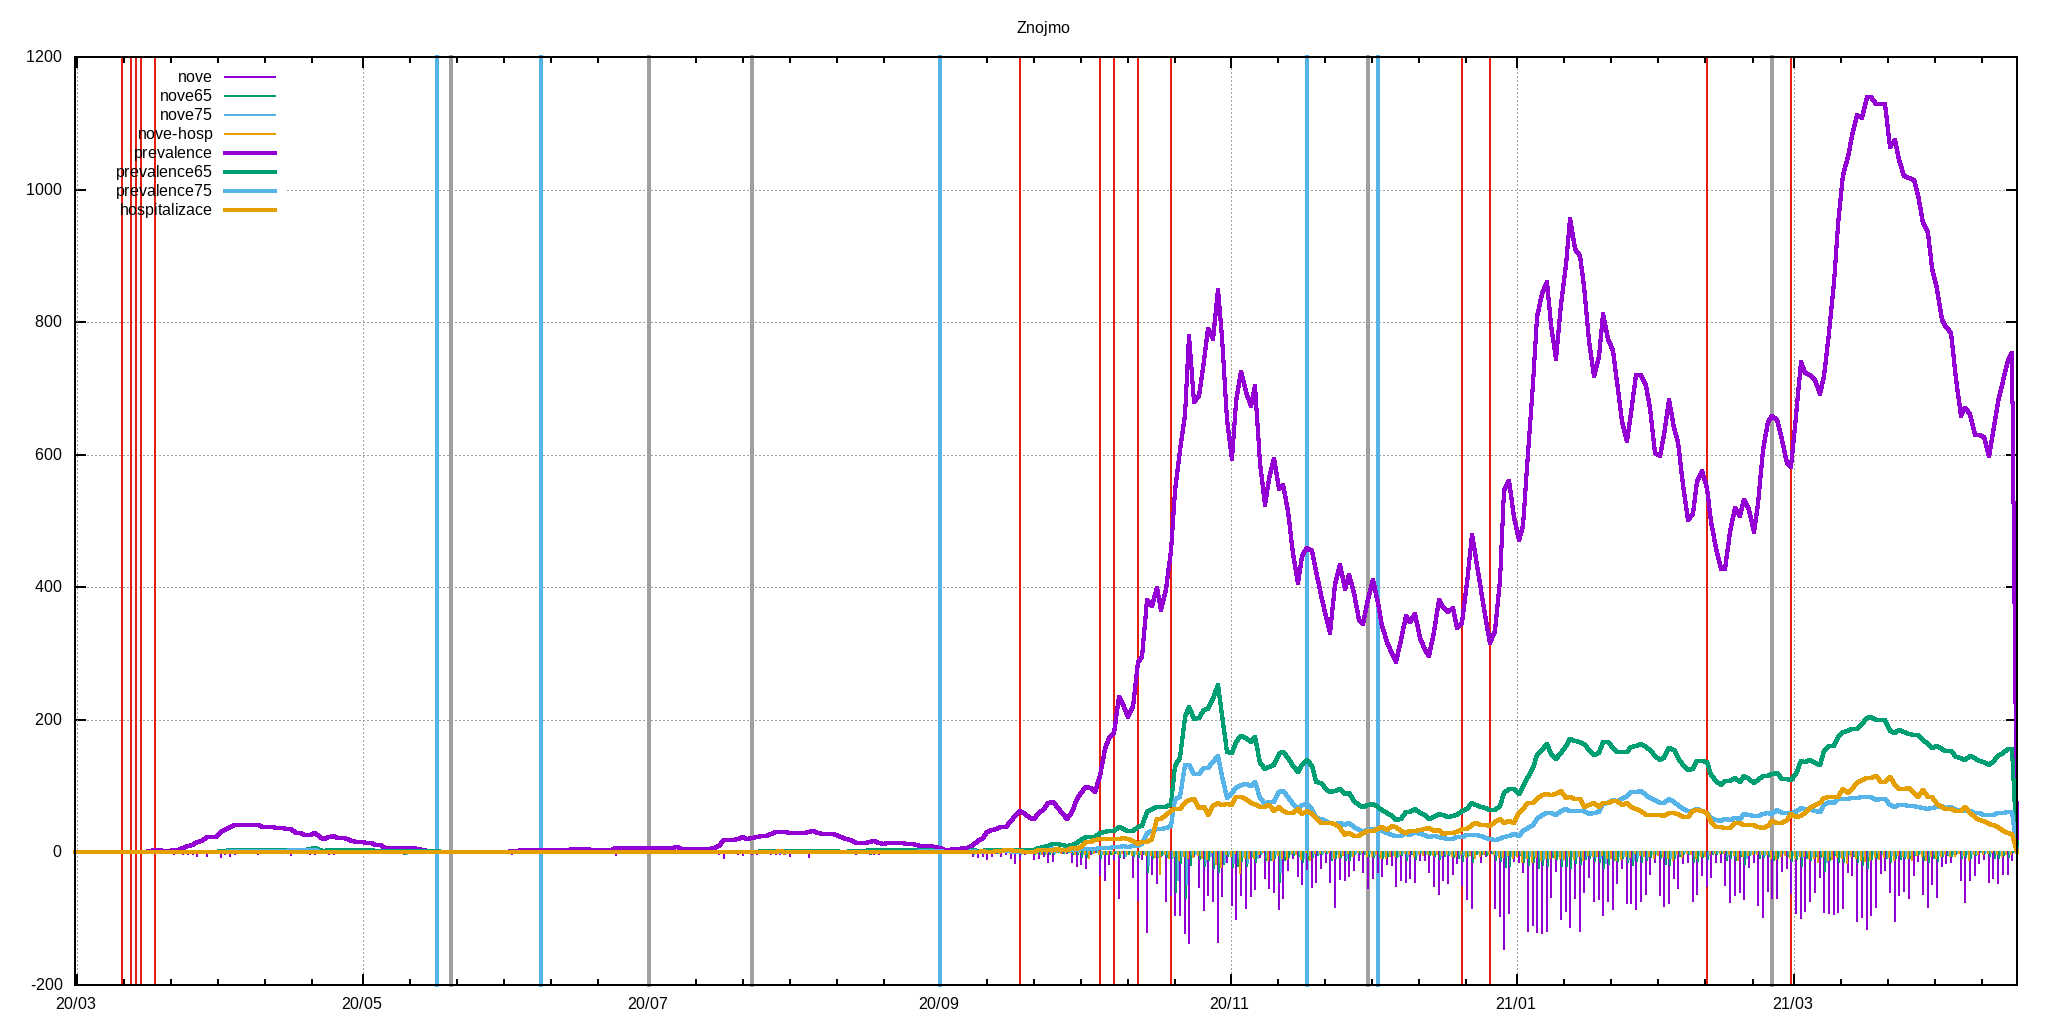 Znojmo
1200
1000
800
600
400
200
0
-200
nove
nove65
nove75
nove-hosp
prevalence
prevalence65
prevalence75
hospitalizace
20/03
20/05
20/07
20/09
20/11
21/01
21/03